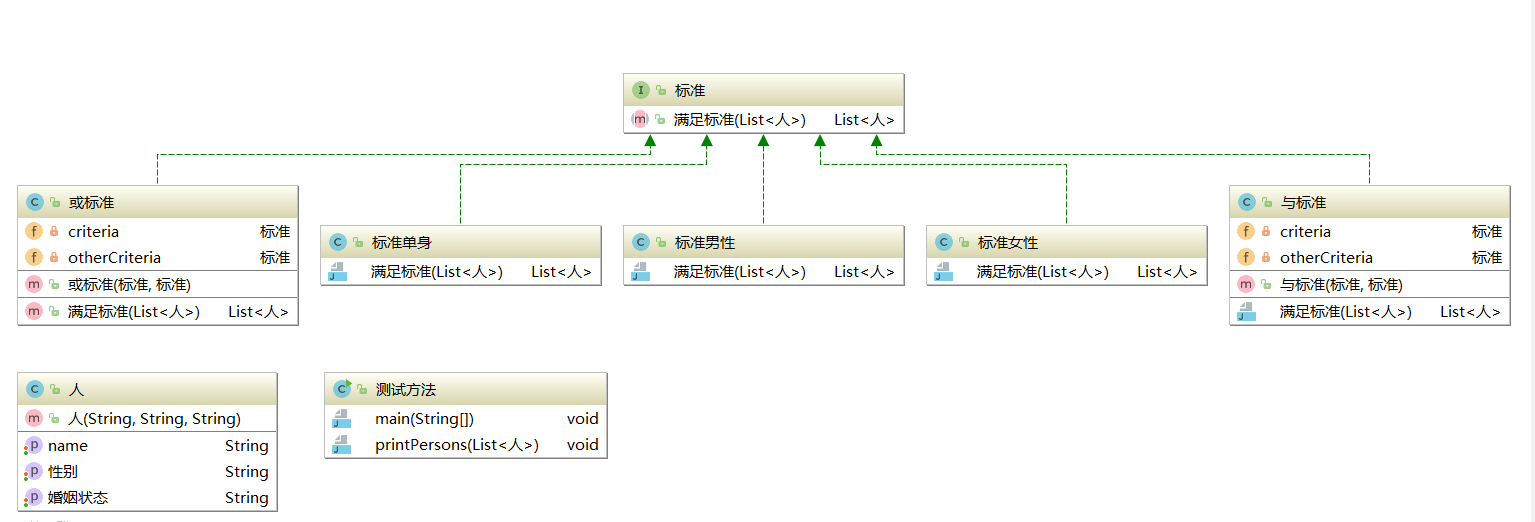 标准
满足标准(List<人>) List<人>
或标准
criteria 标准
otherCriteria 标准
或标准(标准, 标准)
满足标准(List<人>) List<人>
标准单身
满足标准(List<人>) List<人>
标准男性
满足标准(List<人>) List<人>
标准女性
满足标准(List<人>) List<人>
与标准
criteria 标准
otherCriteria 标准
与标准(标准, 标准)
满足标准(List<人>) List<人>
人
人(String, String, String)
name String
性别 String
婚姻状态 String
测试方法
main(String[]) void
printPersons(List<人>) void